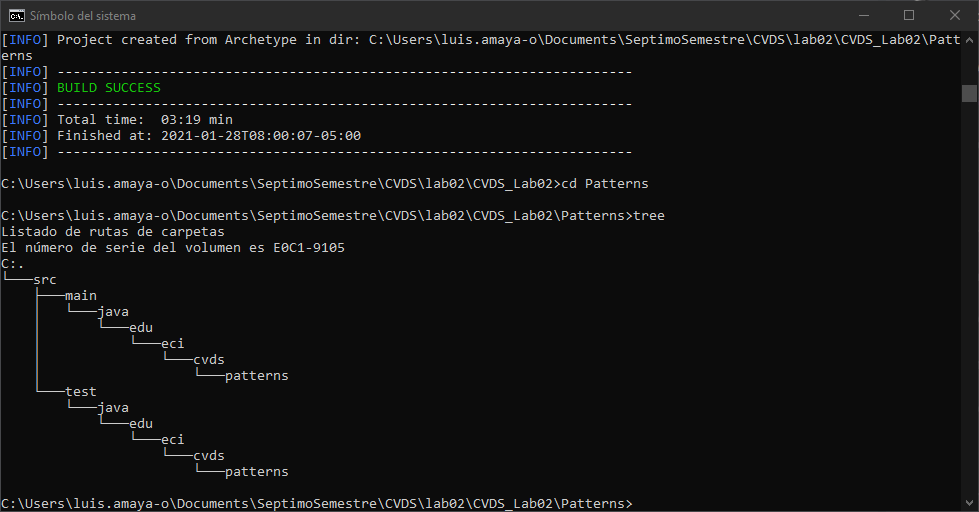 Símbolo del sistema
[INFO] Project created from Archetype in dir: C:\Users\luis.amaya-o\Documents\SeptimoSemestre\CVDS\lab02\CVDS_Lab02\Patt
erns
[INFO] ------------------------------------------------------------------------
[INFO] BUILD SUCCESS
[INFO] ------------------------------------------------------------------------
[INFO] Total time:  03:19 min
[INFO] Finished at: 2021-01-28T08:00:07-05:00
[INFO] ------------------------------------------------------------------------
C:\Users\luis.amaya-o\Documents\SeptimoSemestre\CVDS\lab02\CVDS_Lab02>cd Patterns
C:\Users\luis.amaya-o\Documents\SeptimoSemestre\CVDS\lab02\CVDS_Lab02\Patterns>tree
Listado de rutas de carpetas
El número de serie del volumen es E0C1-9105
C:.
└───src
    ├───main
    │   └───java
    │       └───edu
    │           └───eci
    │               └───cvds
    │                   └───patterns
    └───test
        └───java
            └───edu
                └───eci
                    └───cvds
                        └───patterns
C:\Users\luis.amaya-o\Documents\SeptimoSemestre\CVDS\lab02\CVDS_Lab02\Patterns>